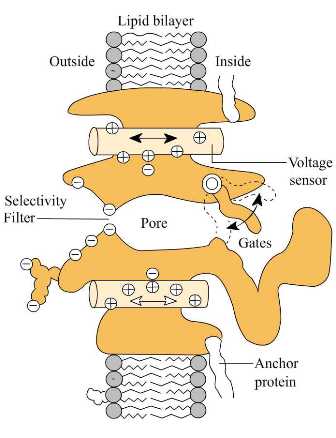 Lipid bilayer
Outside
Inside
Voltage
sensor
Selectivity
Filter
Pore
Gates
Anchor
protein